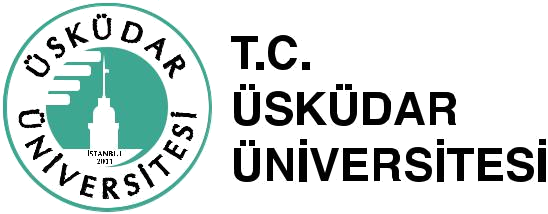 ÜSKÜDAR
ÜNİVERSİTESİ
İSTANBUL
2011
T.C.
ÜSKÜDAR
ÜNİVERSİTESİ